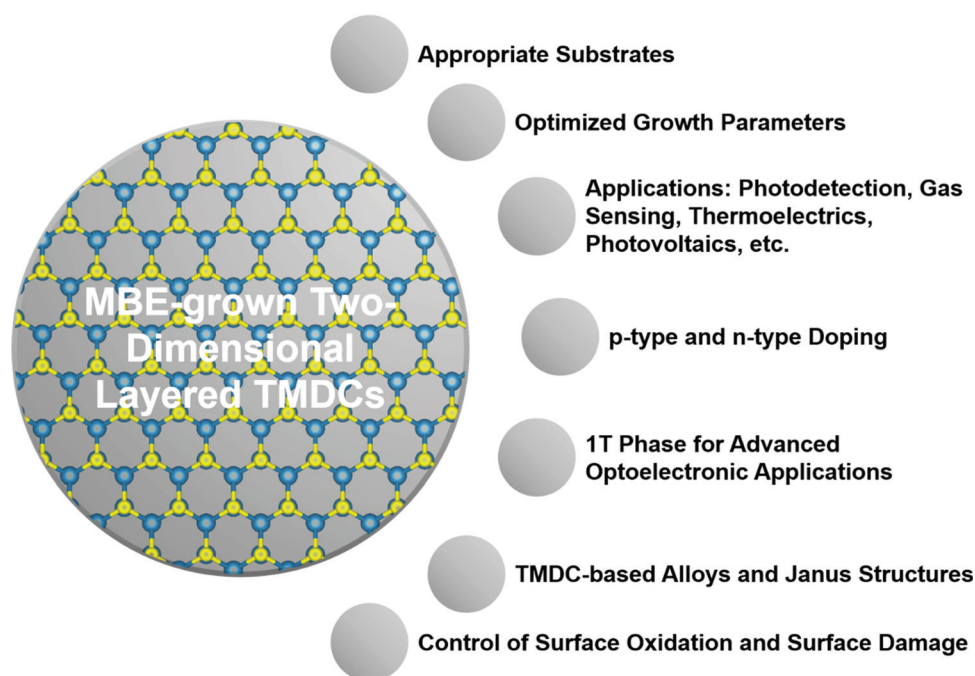 Appropriate Substrates
Optimized Growth Parameters
Applications: Photodetection, Gas
Sensing, Thermoelectrics,
Photovoltaics, etc.
MBE-grown Two-
Dimensional
Layered TMDCs
p-type and n-type Doping
1T Phase for Advanced
Optoelectronic Applications
TMDC-based Alloys and Janus Structures
Control of Surface Oxidation and Surface Damage